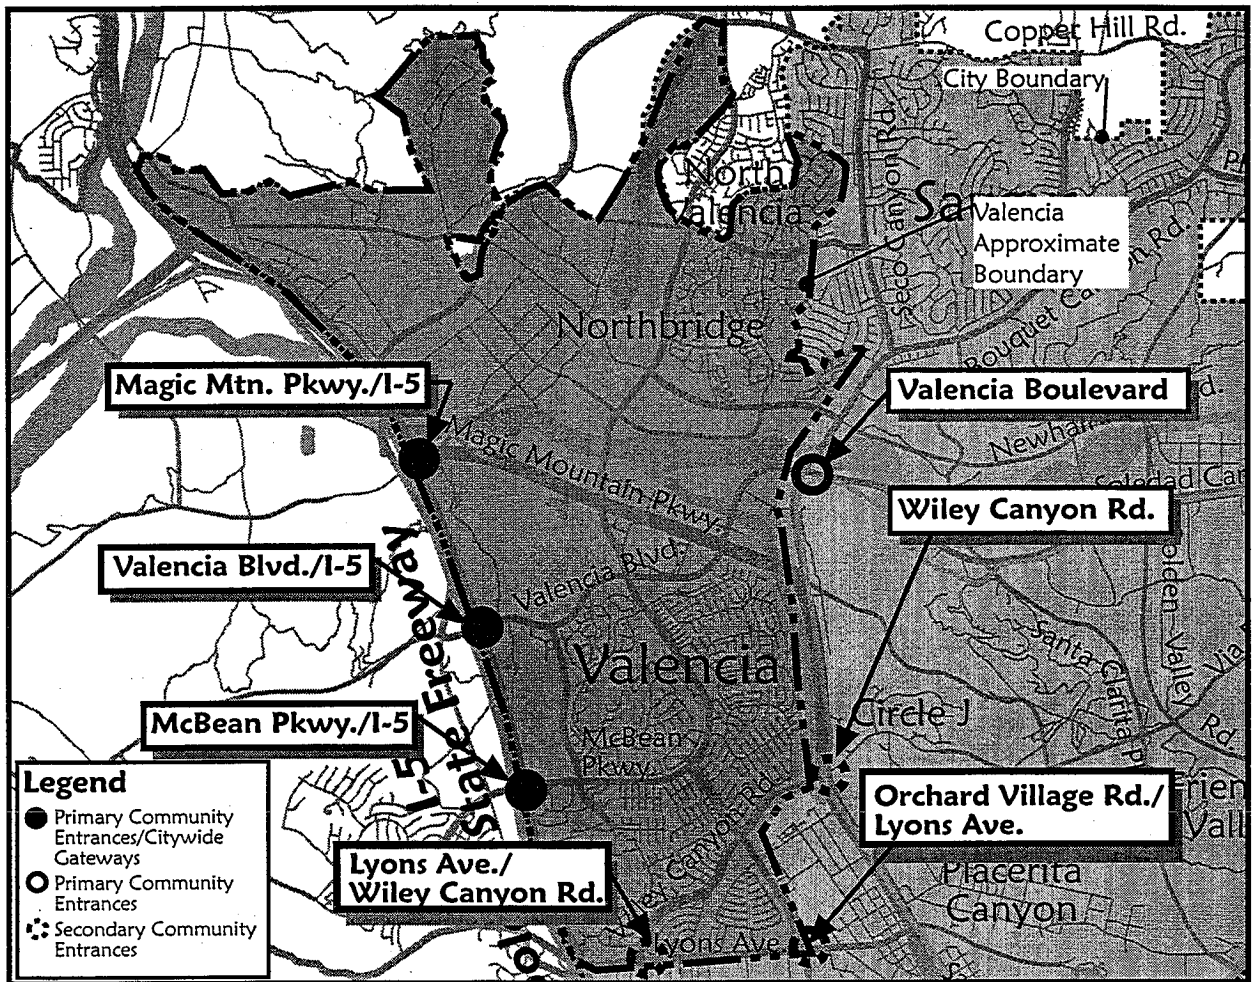 Copper Hill Rd.
City Boundary
North
Valencia
Seco Canyon Rd.
Valencia
Approximate
Boundary
Northbridge
Magic Mtn. Pkwy./I-5
Valencia Boulevard
Magic Mountain Pkwy.
Wiley Canyon Rd.
Valencia Blvd./I-5
Valencia Blvd.
I-5 Freeway
State
Valencia
Santa Clarita P
Via
Rd.
Circle J
McBean Pkwy./I-5
McBean
Pkwy.
Legend
Primary Community
Entrances/Citywide
Gateways
Primary Community
Entrances
Secondary Community
Entrances
Orchard Village Rd./
Lyons Ave.
Lyons Ave./
Wiley Canyon Rd.
Placerita
Canyon
Lyons Ave.